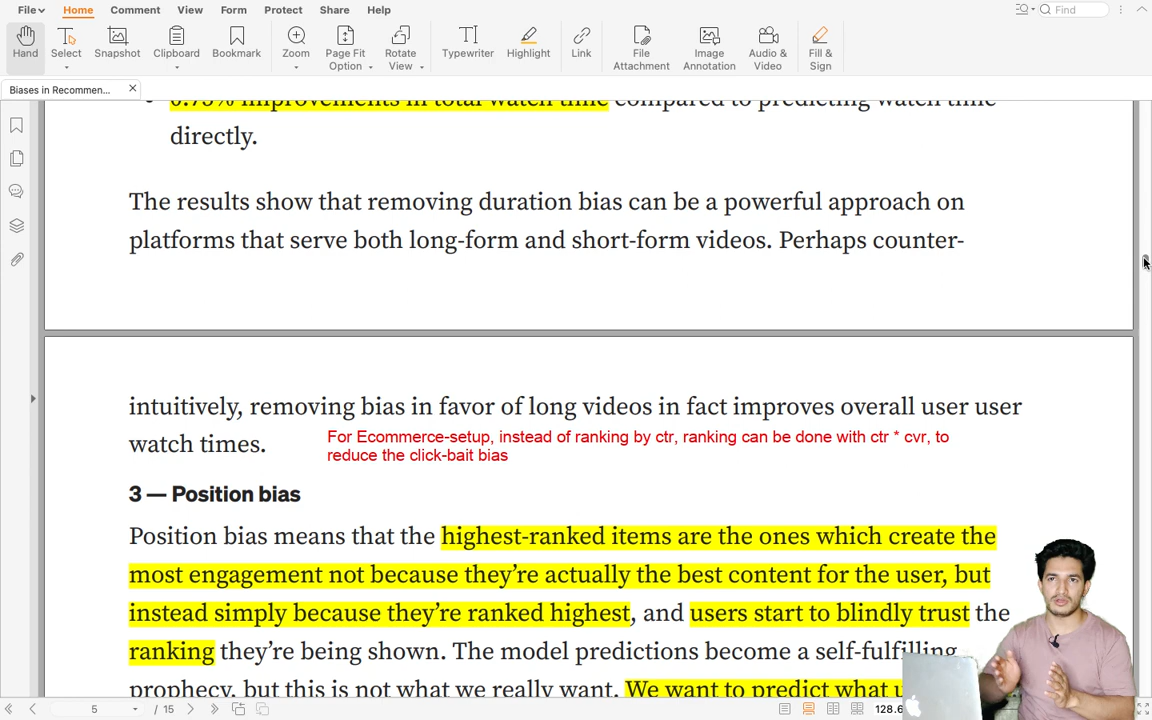 File Home Comment View Form Protect Share Help Find
Hand Select Snapshot Clipboard Bookmark Zoom Page Fit Option Rotate View Typewriter Highlight Link File Attachment Image Annotation Audio & Video Fill & Sign
Biases in Recommen...
0.75% improvements in total watch time compared to predicting watch time
directly.
The results show that removing duration bias can be a powerful approach on
platforms that serve both long-form and short-form videos. Perhaps counter-
intuitively, removing bias in favor of long videos in fact improves overall user user
watch times.
For Ecommerce-setup, instead of ranking by ctr, ranking can be done with ctr * cvr, to
reduce the click-bait bias
3 — Position bias
Position bias means that the highest-ranked items are the ones which create the
most engagement not because they're actually the best content for the user, but
instead simply because they're ranked highest, and users start to blindly trust the
ranking they're being shown. The model predictions become a self-fulfilling
prophecy, but this is not what we really want. We want to predict what
5 / 15 128.6